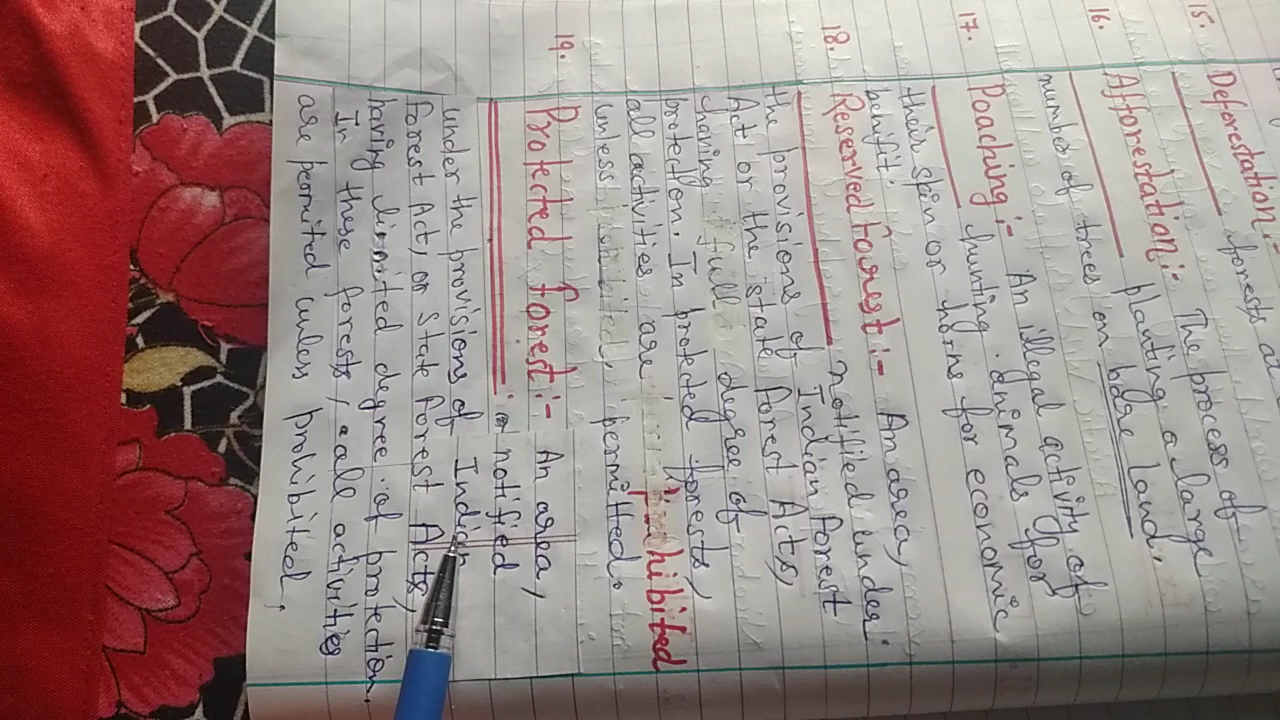 15. Deforestation:- The process of
forests
16. Afforestation:- Planting a large
number of trees on bare land.
17. Poaching:- An illegal activity of
hunting animals for
their skin or horns for economic
benifit.
18. Reserved forest:- An area,
notified under
the provisions of Indian forest
Act or the state forest Acts,
having full degree of
protection. In protected forests,
all activities are prohibited
unless permitted.
19. Protected forest:- An area,
notified
under the provisions of Indian
forest Act, or State forest Acts,
having limited degree of protection.
In these forests, all activities
are permited unless prohibited.